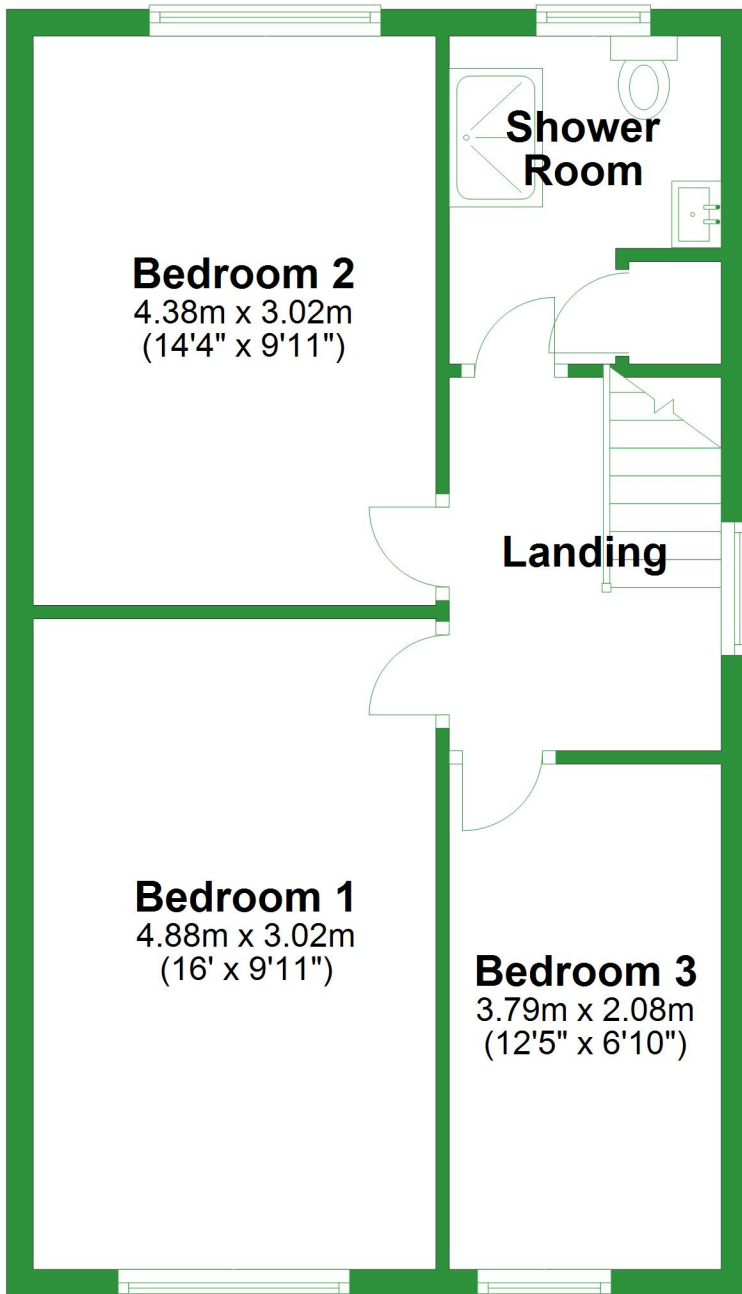 Shower
Room
Bedroom 2
4.38m x 3.02m
(14'4" x 9'11")
Landing
Bedroom 1
4.88m x 3.02m
(16' x 9'11")
Bedroom 3
3.79m x 2.08m
(12'5" x 6'10")